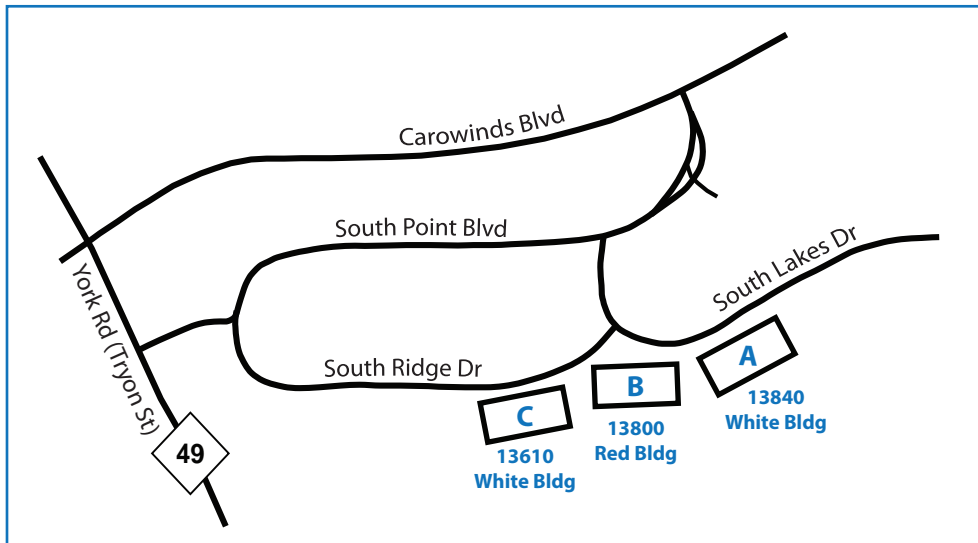 Carowinds Blvd
South Point Blvd
South Lakes Dr
York Rd (Tryon St)
South Ridge Dr
A
13840
White Bldg
B
13800
Red Bldg
C
13610
White Bldg
49